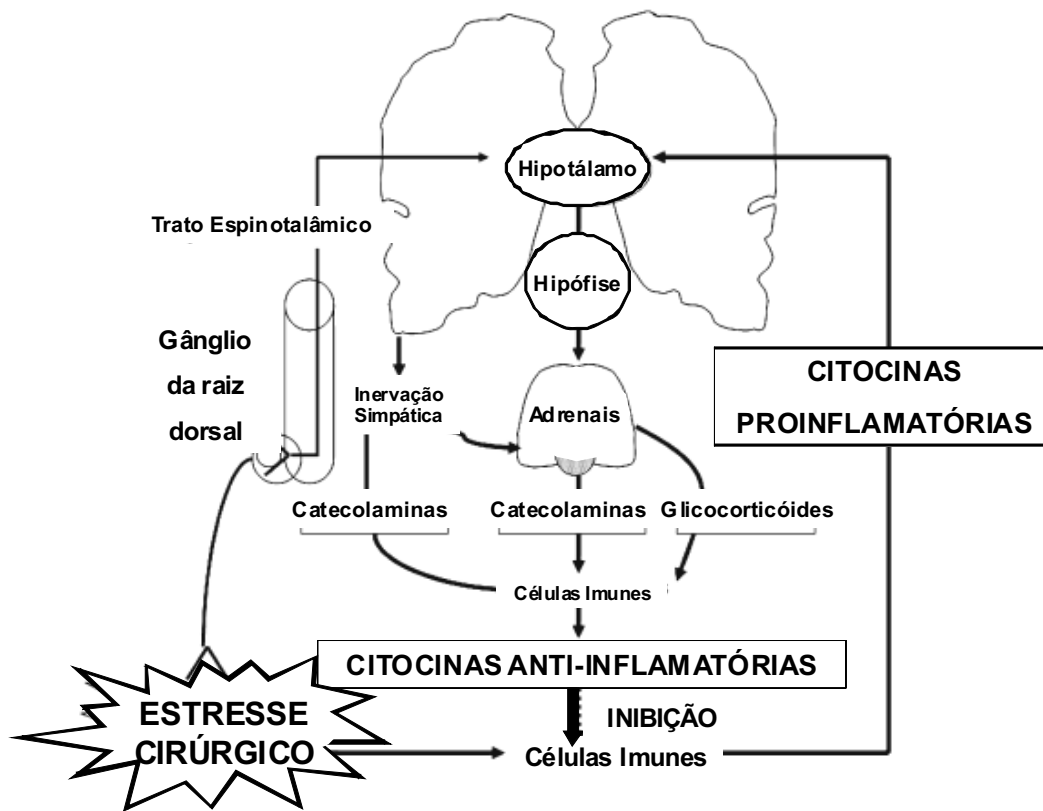 Hipotálamo
Trato Espinotalâmico
Hipófise
Gânglio
da raiz
dorsal
Inervação
Simpática
Adrenais
CITOCINAS
PROINFLAMATÓRIAS
Catecolaminas
Catecolaminas
Glicocorticóides
Células Imunes
CITOCINAS ANTI-INFLAMATÓRIAS
ESTRESSE
CIRÚRGICO
INIBIÇÃO
Células Imunes